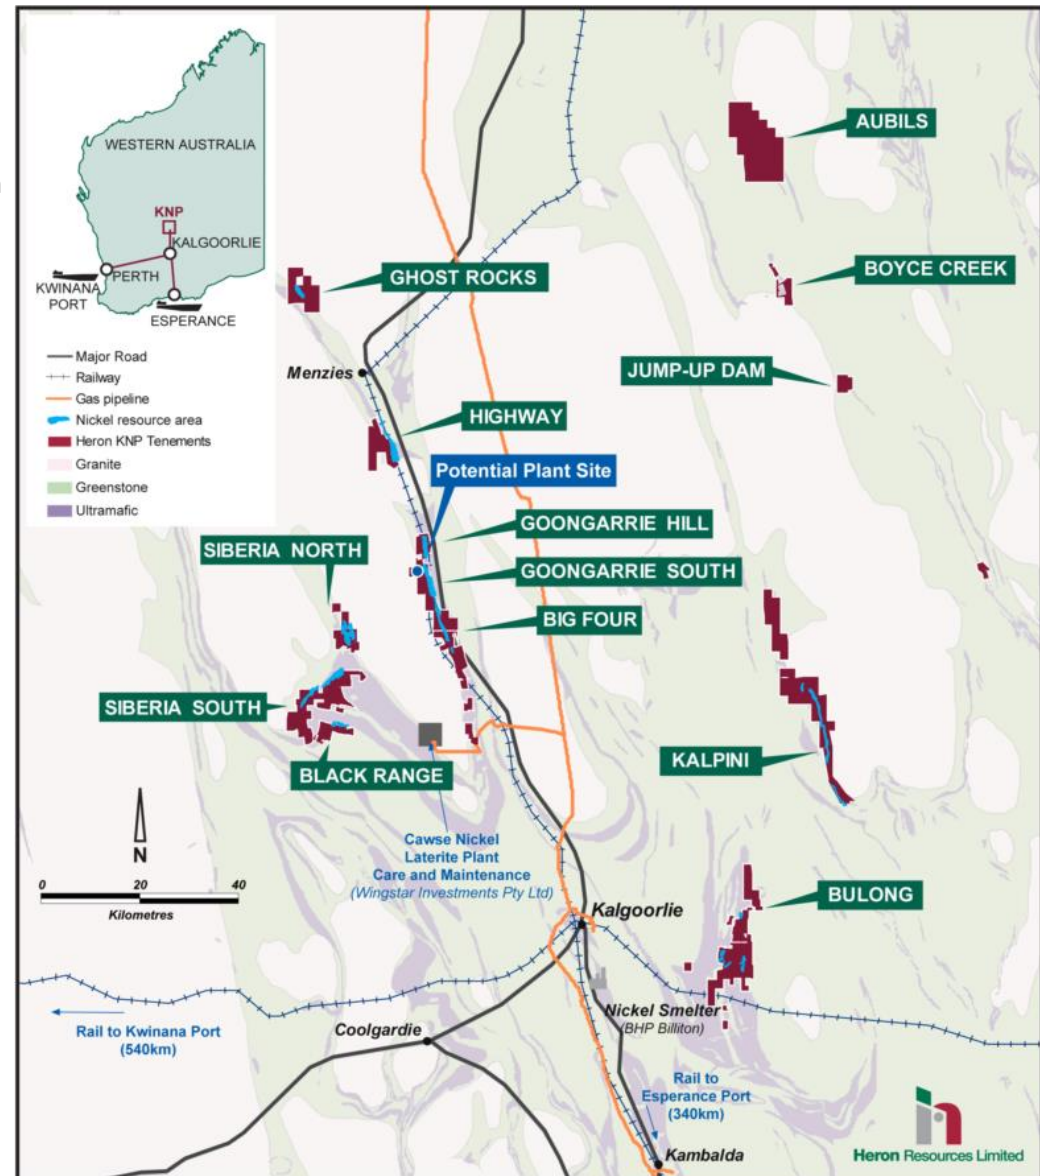 WESTERN AUSTRALIA
KNP
KALGOORLIE
PERTH
KWINANA
PORT
ESPERANCE
Major Road
Railway
Gas pipeline
Nickel resource area
Heron KNP Tenements
Granite
Greenstone
Ultramafic
AUBILS
BOYCE CREEK
GHOST ROCKS
JUMP-UP DAM
Menzies
HIGHWAY
Potential Plant Site
GOONGARRIE HILL
SIBERIA NORTH
GOONGARRIE SOUTH
BIG FOUR
SIBERIA SOUTH
KALPINI
BLACK RANGE
N
0 20 40
Kilometres
Cawse Nickel
Laterite Plant
Care and Maintenance
(Wingstar Investments Pty Ltd)
BULONG
Kalgoorlie
Nickel Smelter
(BHP Billiton)
Coolgardie
Rail to Kwinana Port
(540km)
Rail to
Esperance Port
(340km)
Kambalda
Heron Resources Limited